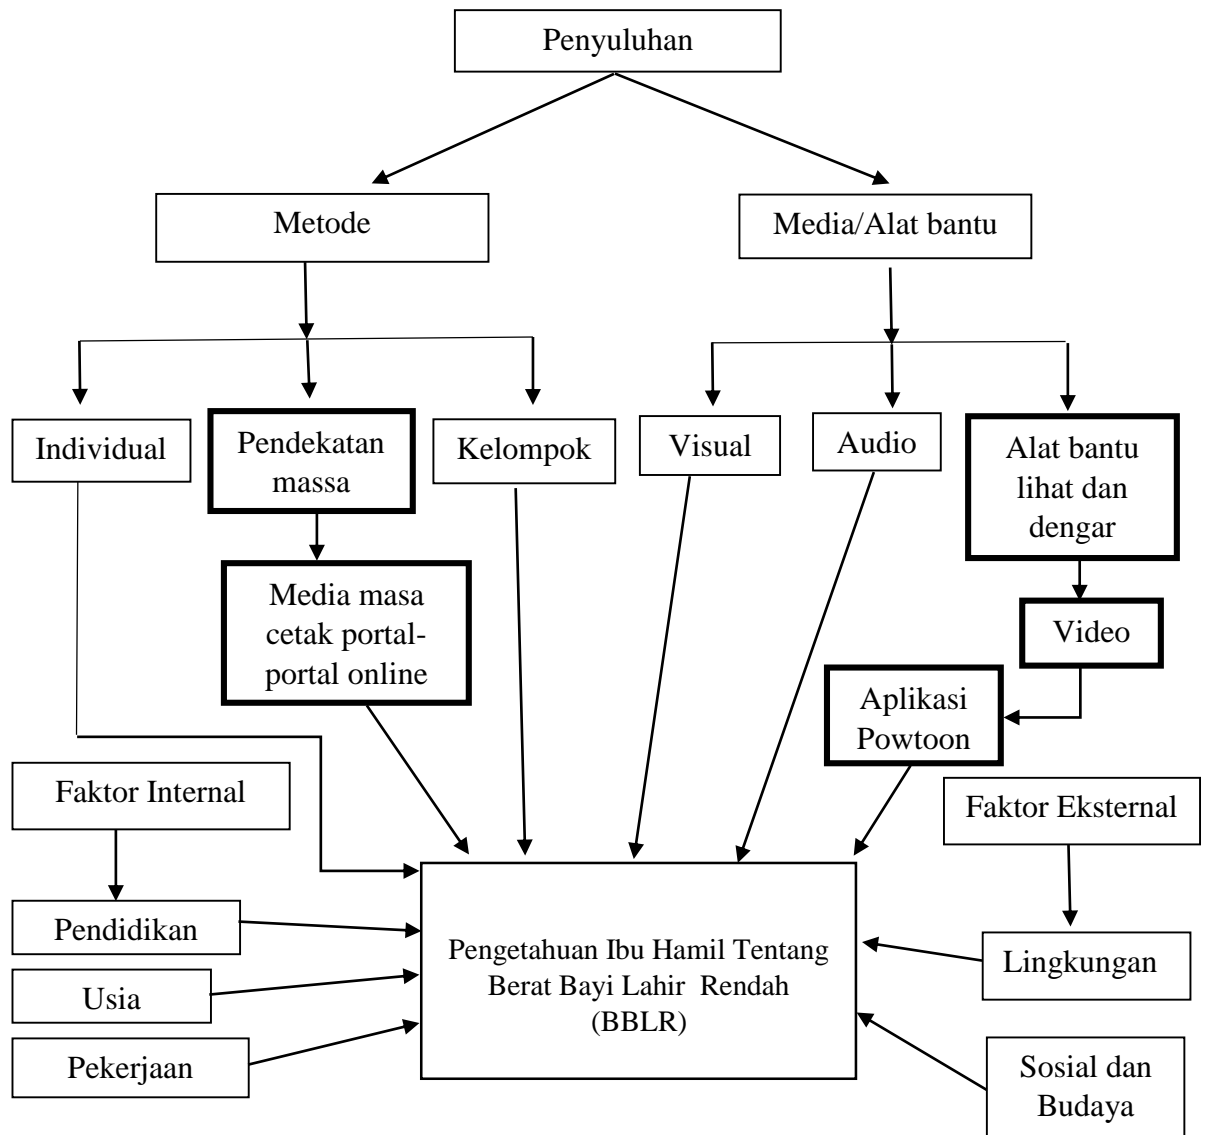 Penyuluhan
Metode
Media/Alat bantu
Individual
Pendekatan
massa
Kelompok
Visual
Audio
Alat bantu
lihat dan
dengar
Media masa
cetak portal-
portal online
Video
Aplikasi
Powtoon
Faktor Internal
Faktor Eksternal
Pendidikan
Usia
Pekerjaan
Pengetahuan Ibu Hamil Tentang
Berat Bayi Lahir Rendah
(BBLR)
Lingkungan
Sosial dan
Budaya